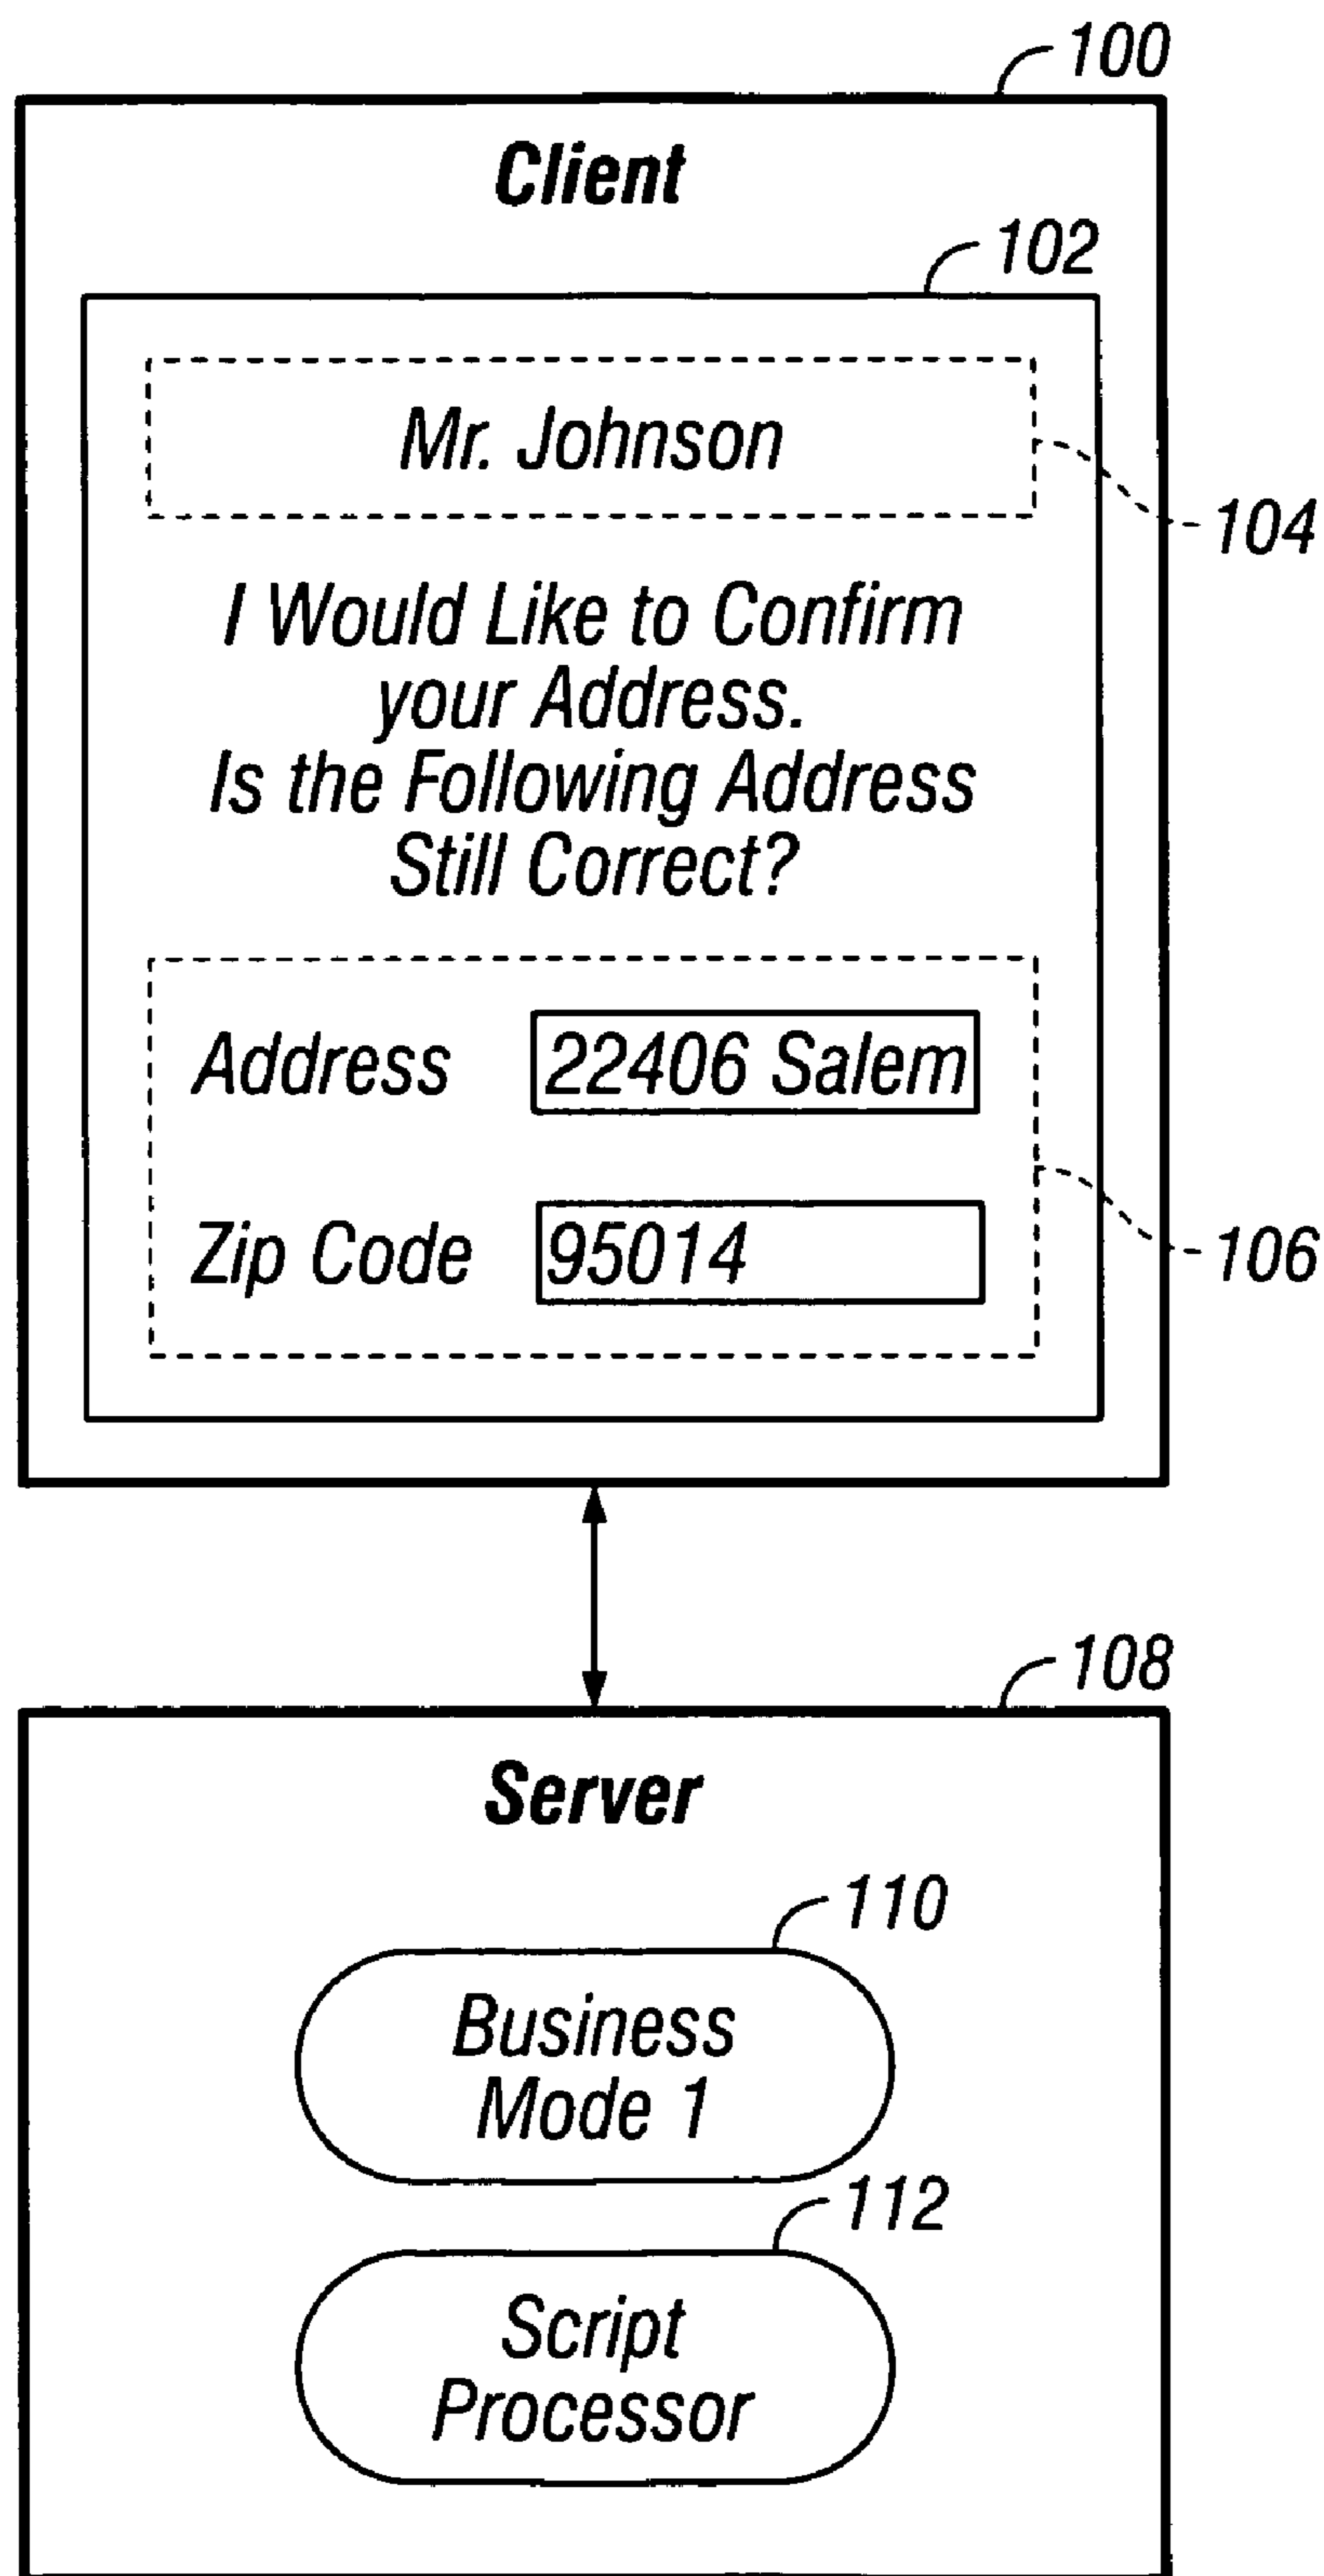 100
Client
102
Mr. Johnson
104
I Would Like to Confirm
your Address.
Is the Following Address
Still Correct?
Address 22406 Salem
Zip Code 95014
106
108
Server
110
Business
Mode 1
112
Script
Processor